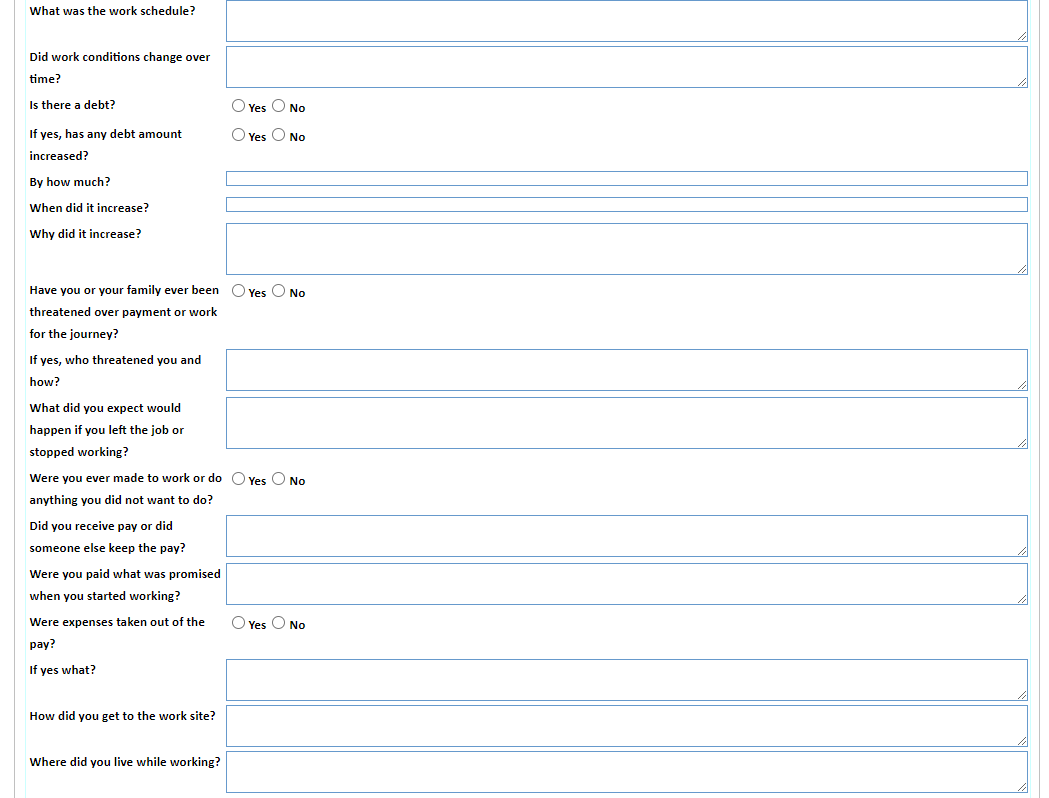 What was the work schedule?
Did work conditions change over
time?
Is there a debt?
Yes No
If yes, has any debt amount
increased?
Yes No
By how much?
When did it increase?
Why did it increase?
Have you or your family ever been
threatened over payment or work
for the journey?
Yes No
If yes, who threatened you and
how?
What did you expect would
happen if you left the job or
stopped working?
Were you ever made to work or do
anything you did not want to do?
Yes No
Did you receive pay or did
someone else keep the pay?
Were you paid what was promised
when you started working?
Were expenses taken out of the
pay?
Yes No
If yes what?
How did you get to the work site?
Where did you live while working?